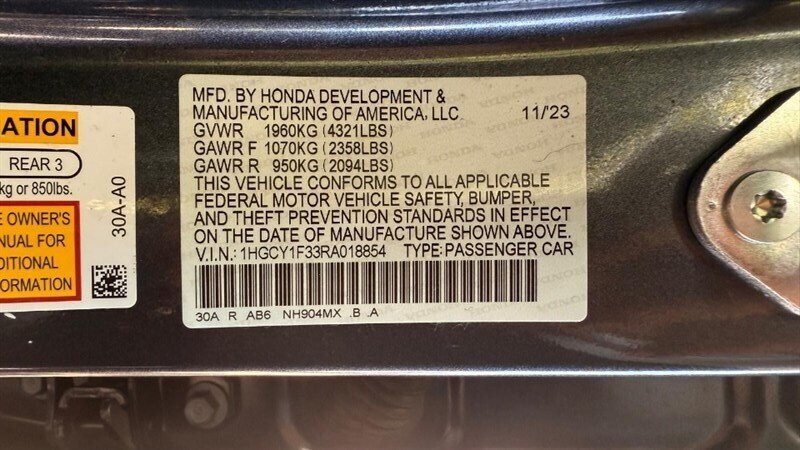 ATION
REAR 3
kg or 850lbs.
E OWNER'S
NUAL FOR
DITIONAL
FORMATION
30A-A0
MFD. BY HONDA DEVELOPMENT &
MANUFACTURING OF AMERICA, LLC 11/23
GVWR 1960KG (4321LBS)
GAWR F 1070KG (2358LBS)
GAWR R 950KG (2094LBS)
THIS VEHICLE CONFORMS TO ALL APPLICABLE
FEDERAL MOTOR VEHICLE SAFETY, BUMPER,
AND THEFT PREVENTION STANDARDS IN EFFECT
ON THE DATE OF MANUFACTURE SHOWN ABOVE.
V.I.N.: 1HGCY1F33RA018854 TYPE:PASSENGER CAR
30A R AB6 NH904MX .B .A